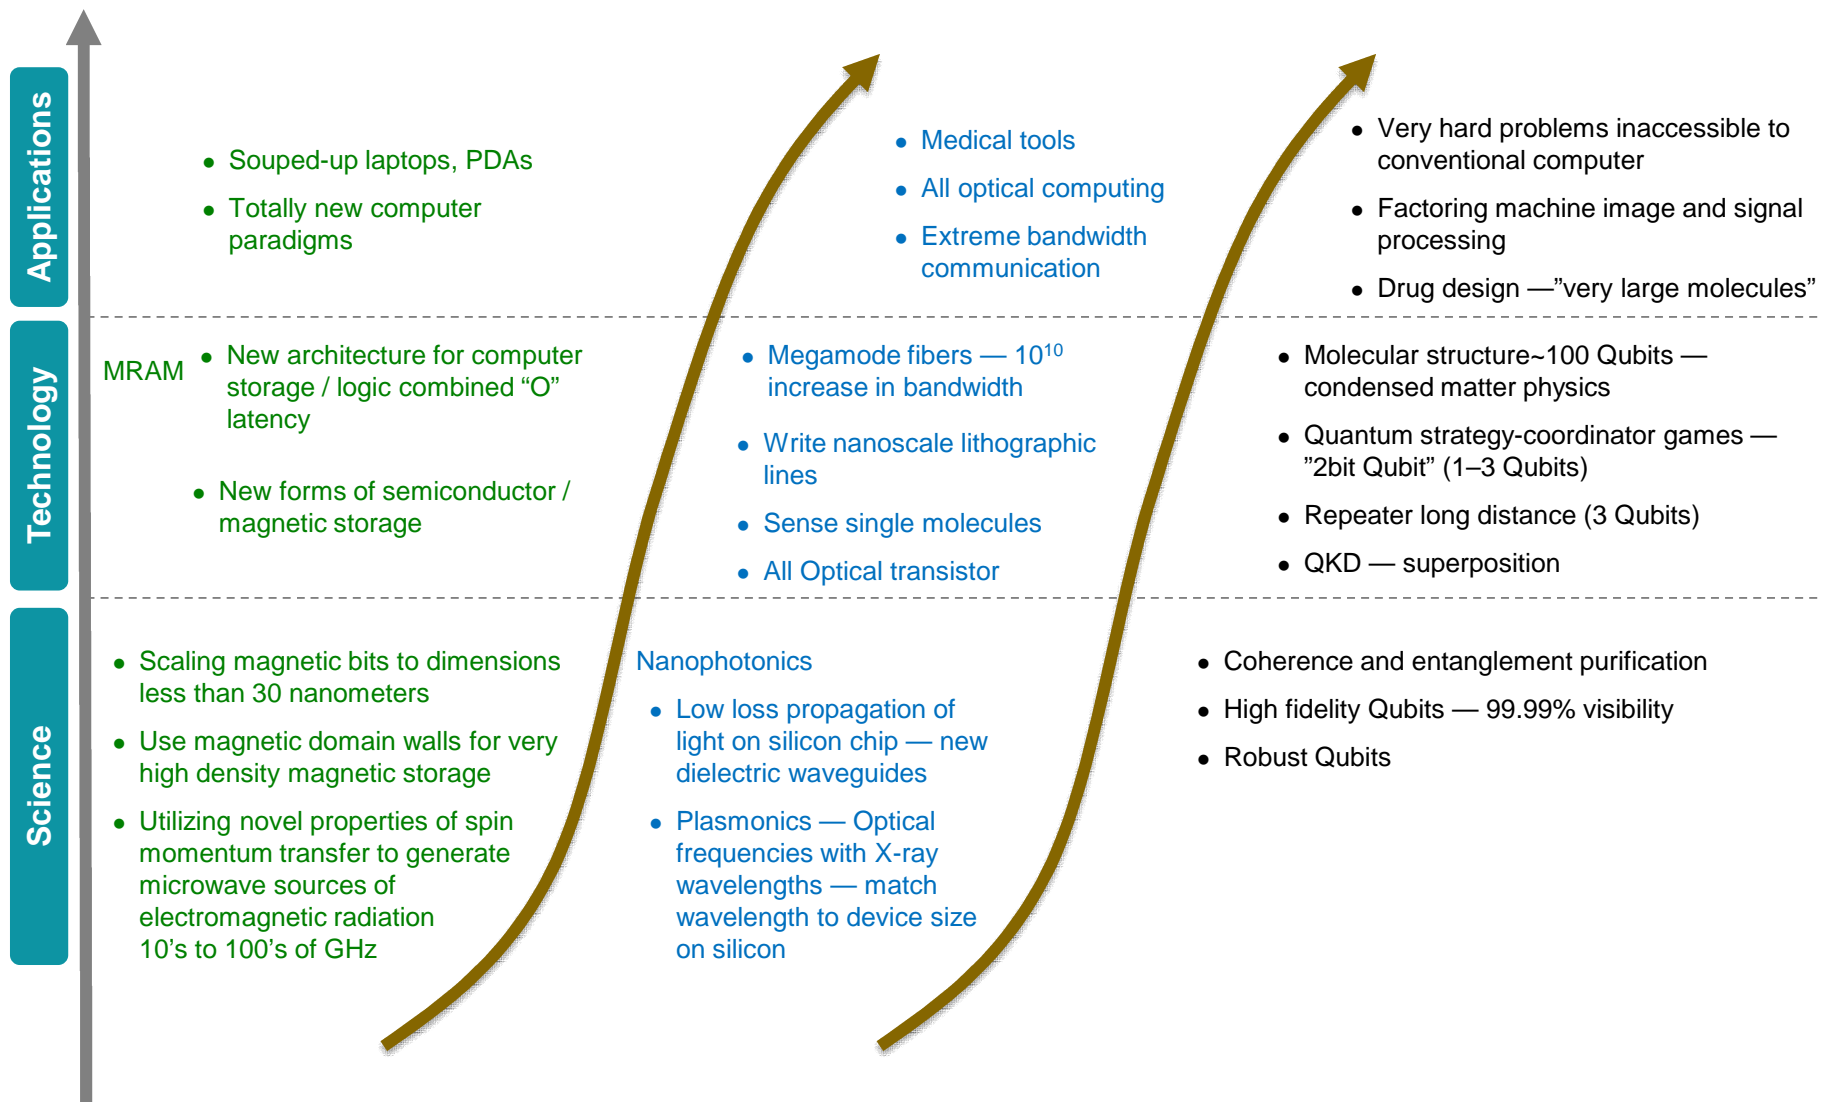 Applications
● Souped-up laptops, PDAs
● Totally new computer
paradigms
● Medical tools
● All optical computing
● Extreme bandwidth
communication
● Very hard problems inaccessible to
conventional computer
● Factoring machine image and signal
processing
● Drug design —”very large molecules”
Technology
MRAM
● New architecture for computer
storage / logic combined “O”
latency
● New forms of semiconductor /
magnetic storage
● Megamode fibers — 10¹⁰
increase in bandwidth
● Write nanoscale lithographic
lines
● Sense single molecules
● All Optical transistor
● Molecular structure~100 Qubits —
condensed matter physics
● Quantum strategy-coordinator games —
”2bit Qubit” (1–3 Qubits)
● Repeater long distance (3 Qubits)
● QKD — superposition
Science
● Scaling magnetic bits to dimensions
less than 30 nanometers
● Use magnetic domain walls for very
high density magnetic storage
● Utilizing novel properties of spin
momentum transfer to generate
microwave sources of
electromagnetic radiation
10’s to 100’s of GHz
Nanophotonics
● Low loss propagation of
light on silicon chip — new
dielectric waveguides
● Plasmonics — Optical
frequencies with X-ray
wavelengths — match
wavelength to device size
on silicon
● Coherence and entanglement purification
● High fidelity Qubits — 99.99% visibility
● Robust Qubits